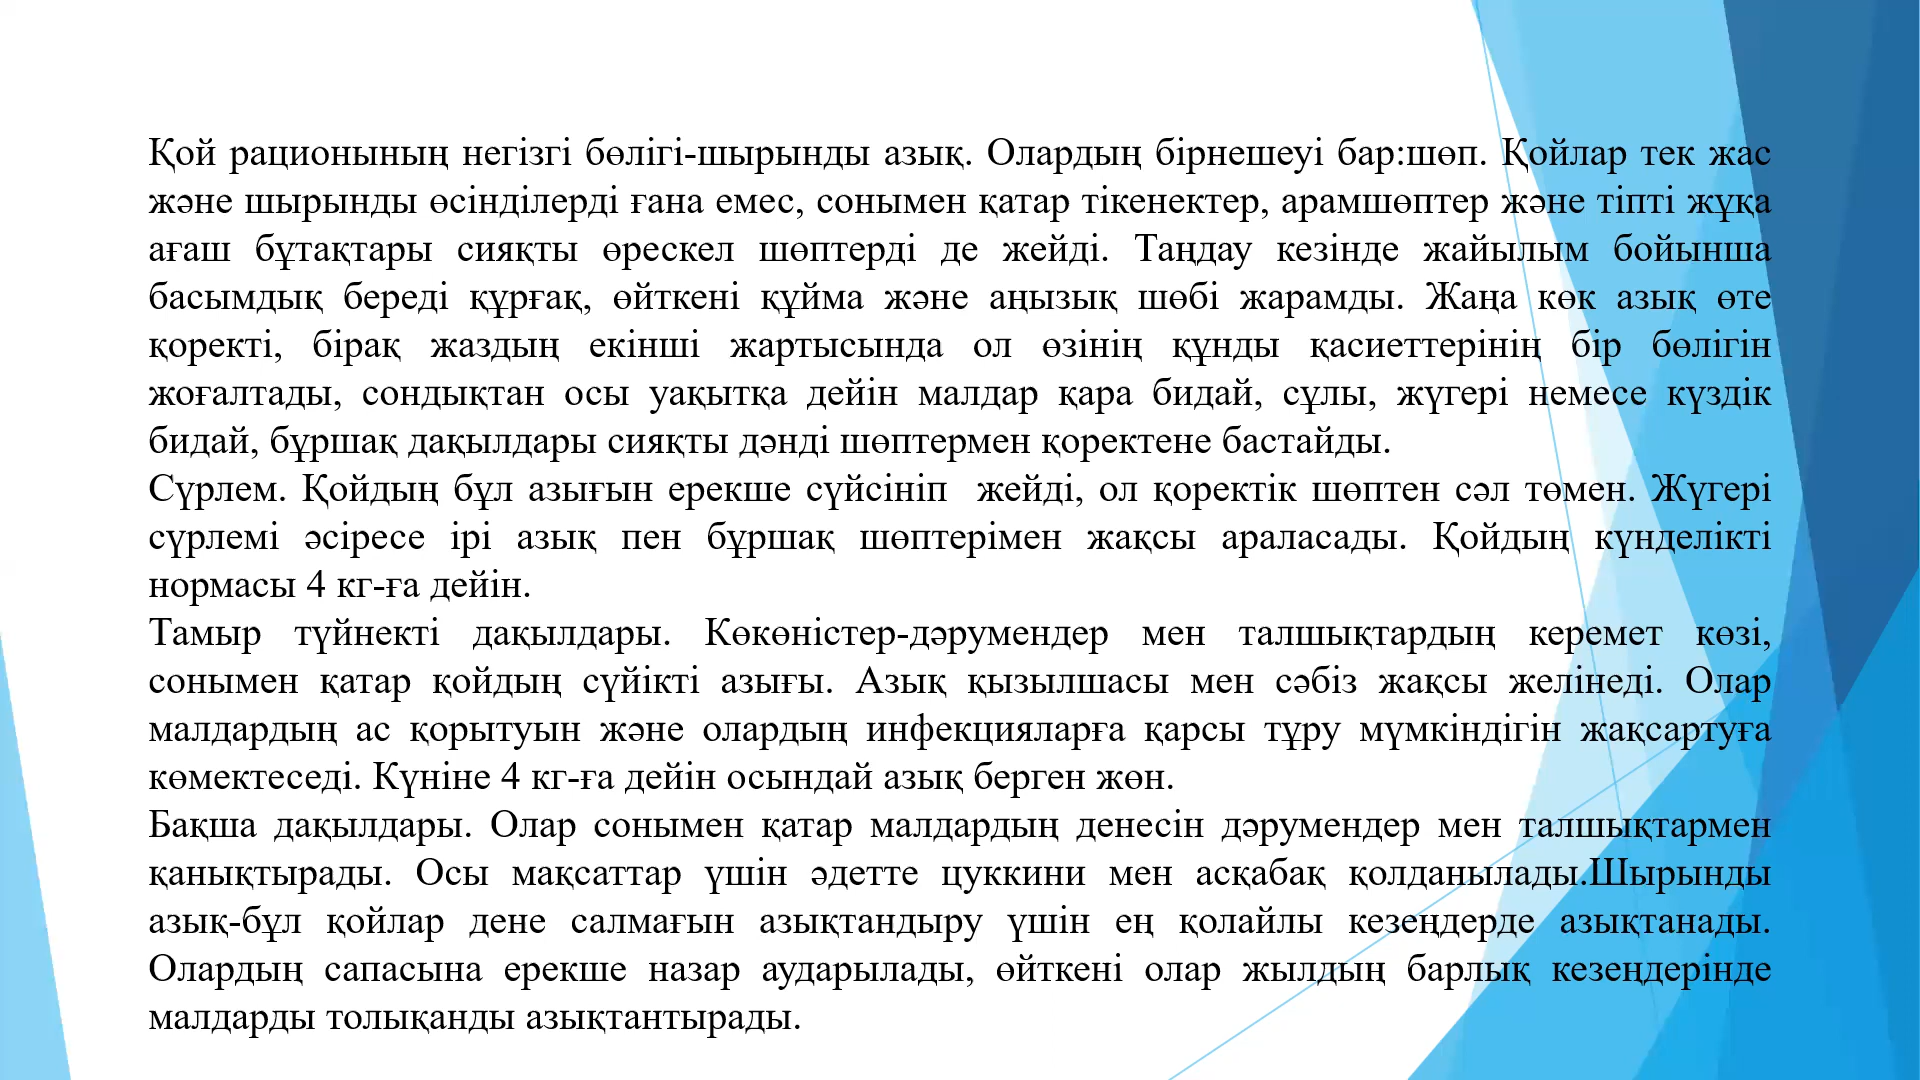 Қой рационының негізгі бөлігі-шырынды азық. Олардың бірнешеуі бар:шөп. Қойлар тек жас
және шырынды өсінділерді ғана емес, сонымен қатар тікенектер, арамшөптер және тіпті жұқа
ағаш бұтақтары сияқты өрескел шөптерді де жейді. Таңдау кезінде жайылым бойынша
басымдық береді құрғақ, өйткені құйма және аңызық шөбі жарамды. Жаңа көк азық өте
қоректі, бірақ жаздың екінші жартысында ол өзінің құнды қасиеттерінің бір бөлігін
жоғалтады, сондықтан осы уақытқа дейін малдар қара бидай, сұлы, жүгері немесе күздік
бидай, бұршақ дақылдары сияқты дәнді шөптермен қоректене бастайды.
Сүрлем. Қойдың бұл азығын ерекше сүйсініп жейді, ол қоректік шөптен сәл төмен. Жүгері
сүрлемі әсіресе ірі азық пен бұршақ шөптерімен жақсы араласады. Қойдың күнделікті
нормасы 4 кг-ға дейін.
Тамыр түйнекті дақылдары. Көкөністер-дәрумендер мен талшықтардың керемет көзі,
сонымен қатар қойдың сүйікті азығы. Азық қызылшасы мен сәбіз жақсы желінеді. Олар
малдардың ас қорытуын және олардың инфекцияларға қарсы тұру мүмкіндігін жақсартуға
көмектеседі. Күніне 4 кг-ға дейін осындай азық берген жөн.
Бақша дақылдары. Олар сонымен қатар малдардың денесін дәрумендер мен талшықтармен
қанықтырады. Осы мақсаттар үшін әдетте цуккини мен асқабақ қолданылады.Шырынды
азық-бұл қойлар дене салмағын азықтандыру үшін ең қолайлы кезеңдерде азықтанады.
Олардың сапасына ерекше назар аударылады, өйткені олар жылдың барлық кезеңдерінде
малдарды толықанды азықтантырады.